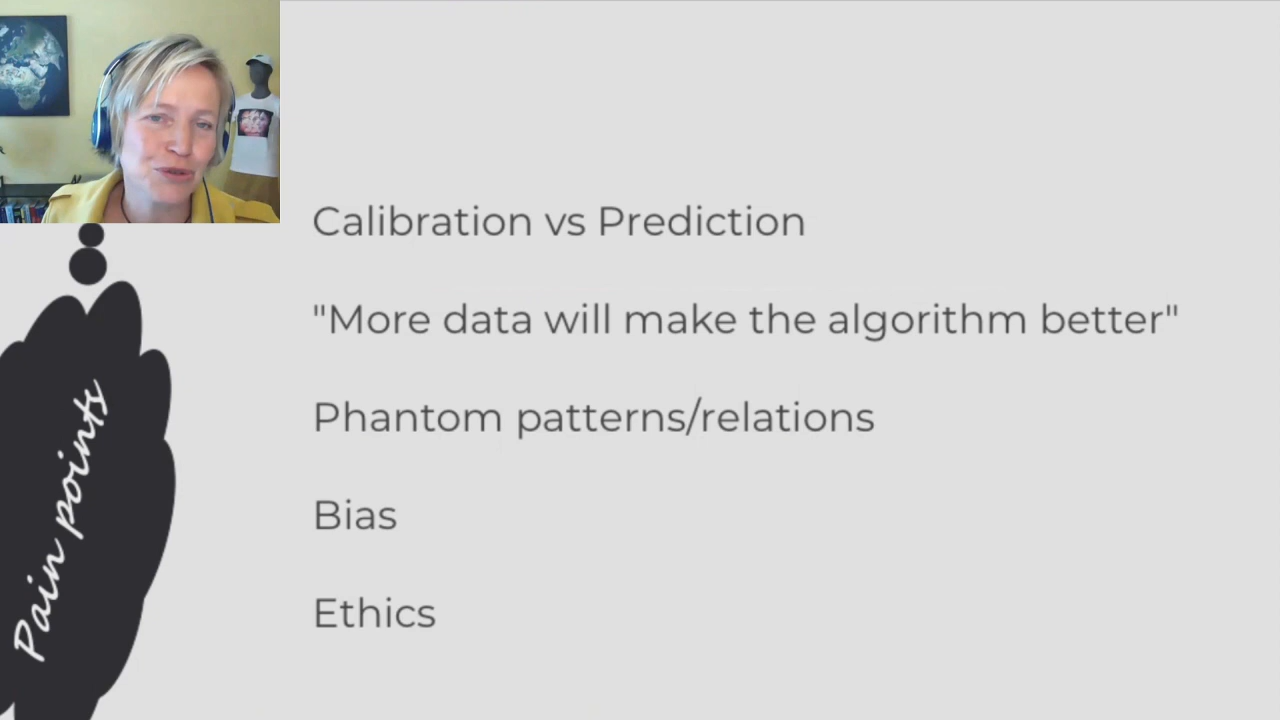 Calibration vs Prediction
"More data will make the algorithm better"
Phantom patterns/relations
Bias
Ethics
Pain points